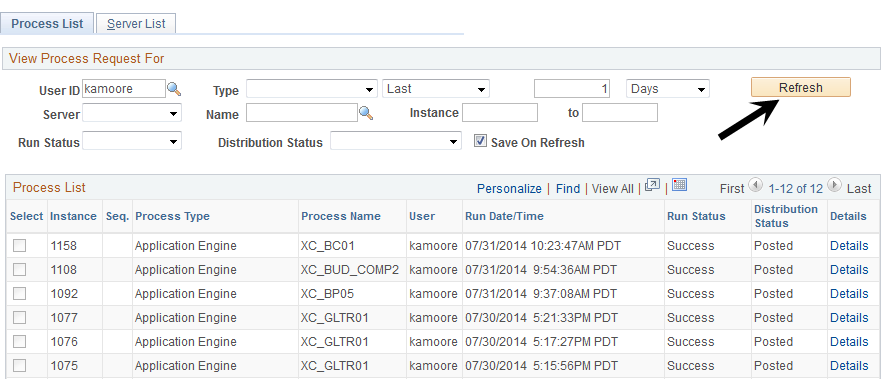 Process List Server List
View Process Request For
User ID kamoore Type Last 1 Days Refresh
Server Name Instance to
Run Status Distribution Status Save On Refresh
Process List Personalize | Find | View All | | First 1-12 of 12 Last
Select Instance Seq. Process Type Process Name User Run Date/Time Run Status Distribution Status Details
1158 Application Engine XC_BC01 kamoore 07/31/2014 10:23:47AM PDT Success Posted Details
1108 Application Engine XC_BUD_COMP2 kamoore 07/31/2014 9:54:36AM PDT Success Posted Details
1092 Application Engine XC_BP05 kamoore 07/31/2014 9:37:08AM PDT Success Posted Details
1077 Application Engine XC_GLTR01 kamoore 07/30/2014 5:21:33PM PDT Success Posted Details
1076 Application Engine XC_GLTR01 kamoore 07/30/2014 5:17:27PM PDT Success Posted Details
1075 Application Engine XC_GLTR01 kamoore 07/30/2014 5:15:56PM PDT Success Posted Details